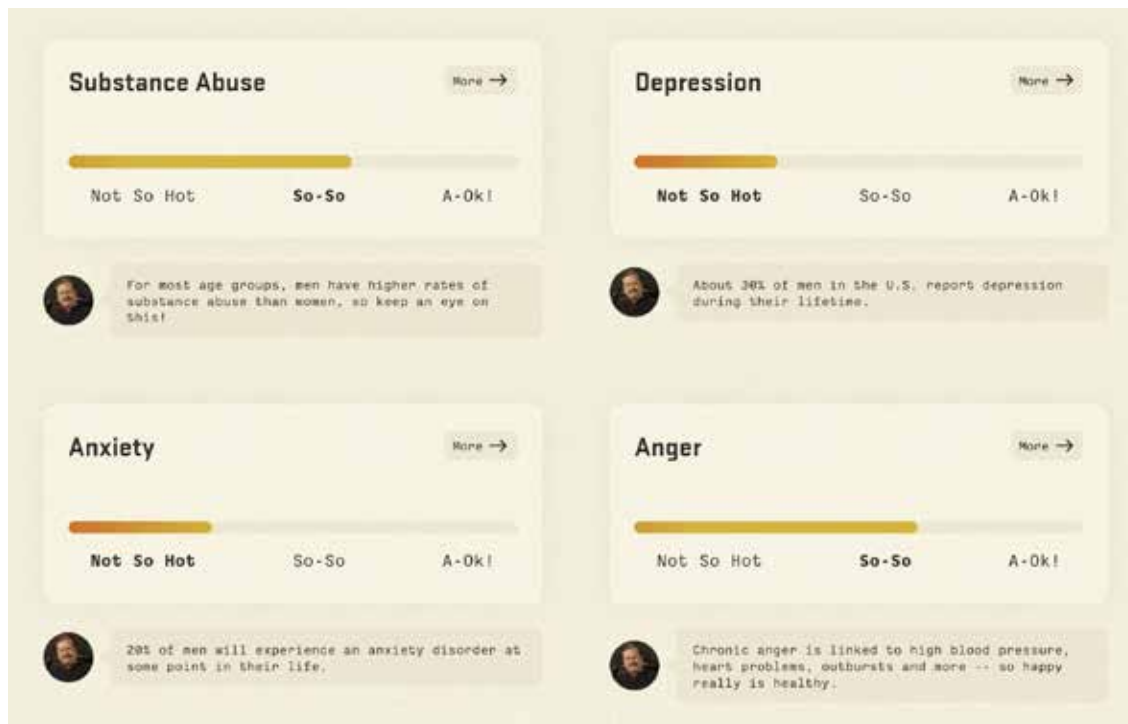 Substance Abuse
More →
Not So Hot
So-So
A-Ok!
For most age groups, men have higher rates of
substance abuse than women, so keep an eye on
this!
Depression
More →
Not So Hot
So-So
A-Ok!
About 30% of men in the U.S. report depression
during their lifetime.
Anxiety
More →
Not So Hot
So-So
A-Ok!
20% of men will experience an anxiety disorder at
some point in their life.
Anger
More →
Not So Hot
So-So
A-Ok!
Chronic anger is linked to high blood pressure,
heart problems, outbursts and more -- so happy
really is healthy.